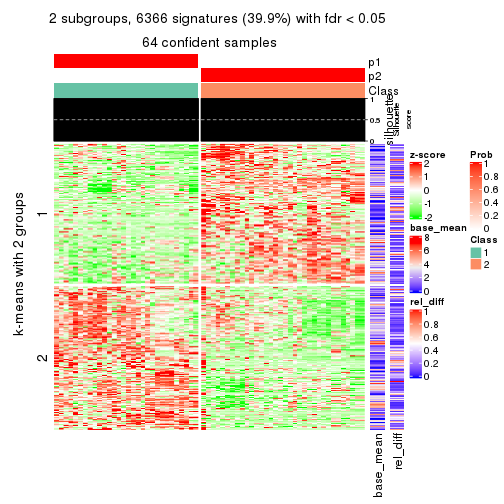 2 subgroups, 6366 signatures (39.9%) with fdr < 0.05
64 confident samples
p1
p2
Class
silhouette
Silhouette
score
1
0.5
0
k-means with 2 groups
1
2
base_mean
rel_diff
z-score
2
1
0
-1
-2
base_mean
8
6
4
2
0
rel_diff
1
0.8
0.6
0.4
0.2
0
Prob
1
0.8
0.6
0.4
0.2
0
Class
1
2